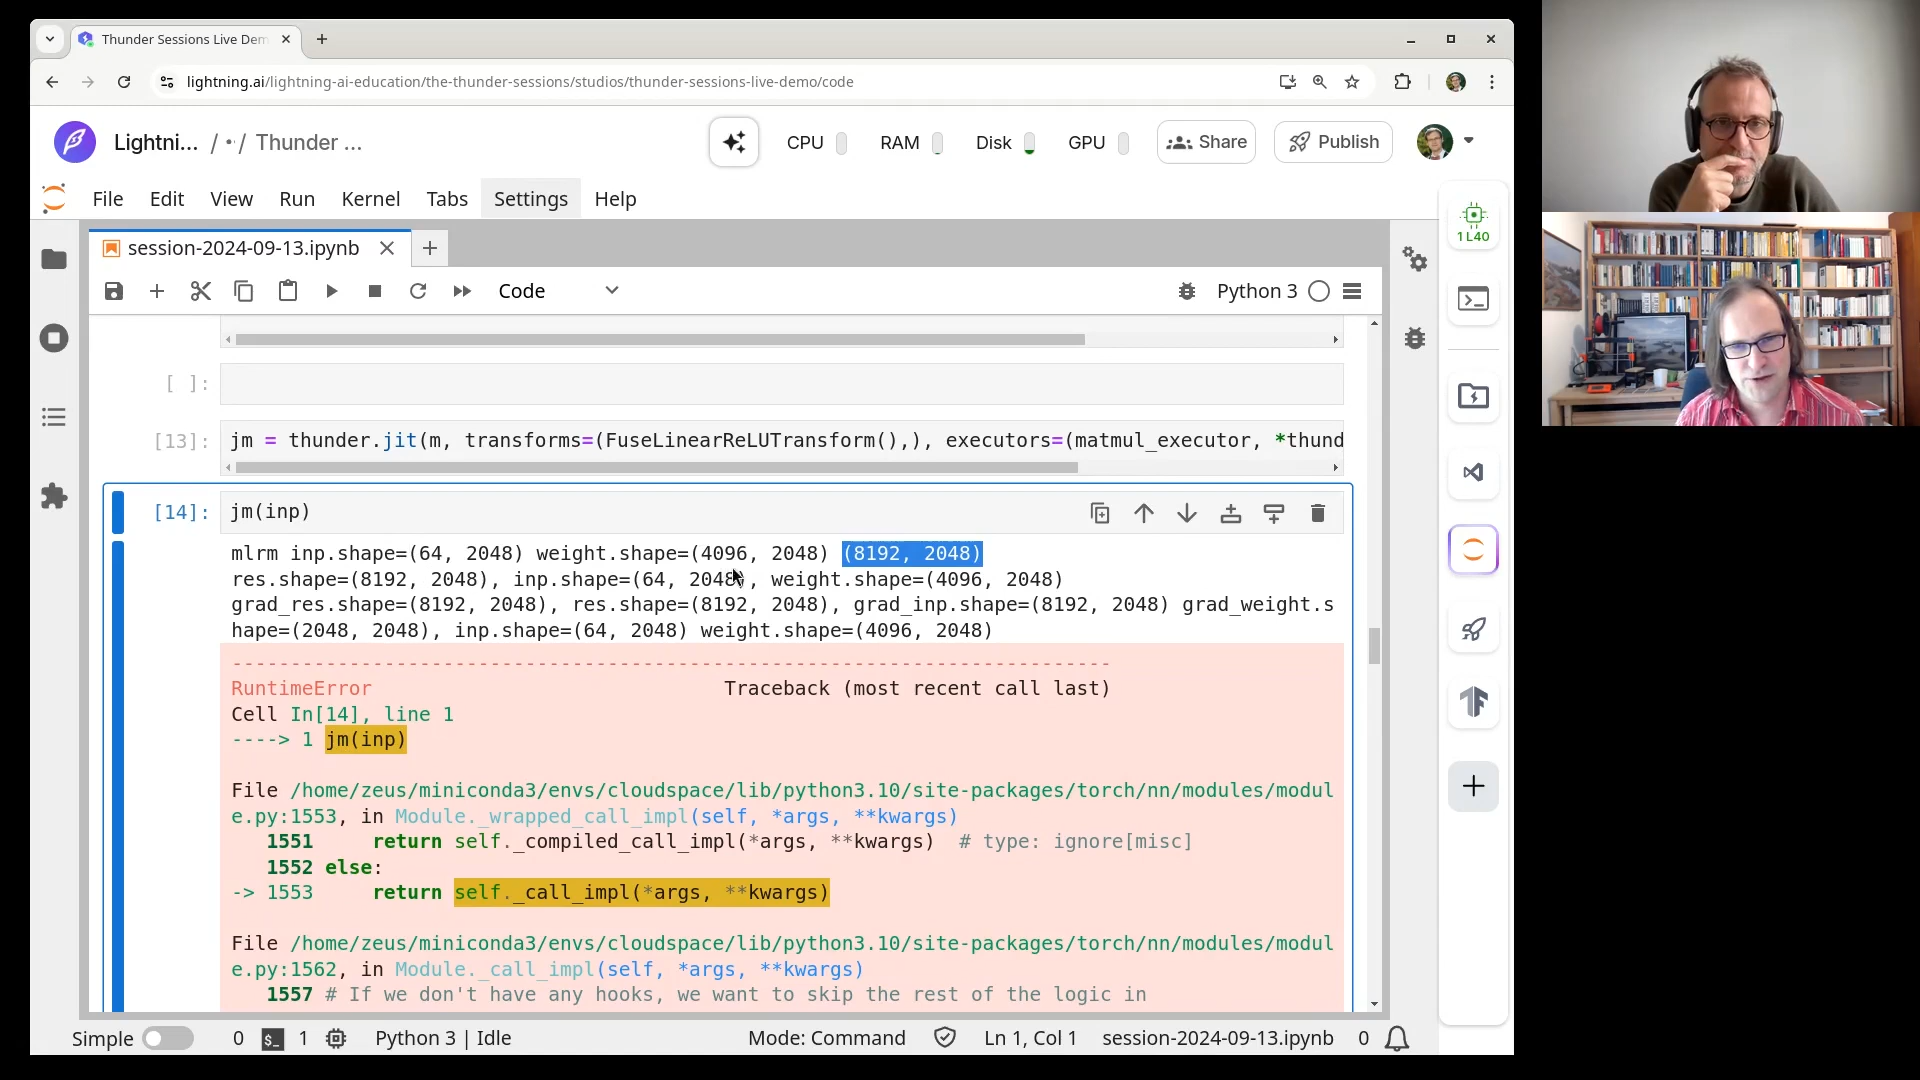 Thunder Sessions Live Dem
lightning.ai/lightning-ai-education/the-thunder-sessions/studios/thunder-sessions-live-demo/code
Lightni... / · / Thunder ...
CPU RAM Disk GPU Share Publish
File Edit View Run Kernel Tabs Settings Help
1 L40
session-2024-09-13.ipynb
Code Python 3
[ ]:
[13]: jm = thunder.jit(m, transforms=(FuseLinearReLUTransform(),), executors=(matmul_executor, *thund
[14]: jm(inp)
mlrm inp.shape=(64, 2048) weight.shape=(4096, 2048) (8192, 2048)
res.shape=(8192, 2048), inp.shape=(64, 2048), weight.shape=(4096, 2048)
grad_res.shape=(8192, 2048), res.shape=(8192, 2048), grad_inp.shape=(8192, 2048) grad_weight.s
hape=(2048, 2048), inp.shape=(64, 2048) weight.shape=(4096, 2048)
---------------------------------------------------------------------------
RuntimeError Traceback (most recent call last)
Cell In[14], line 1
----> 1 jm(inp)
File /home/zeus/miniconda3/envs/cloudspace/lib/python3.10/site-packages/torch/nn/modules/modul
e.py:1553, in Module._wrapped_call_impl(self, *args, **kwargs)
1551 return self._compiled_call_impl(*args, **kwargs) # type: ignore[misc]
1552 else:
-> 1553 return self._call_impl(*args, **kwargs)
File /home/zeus/miniconda3/envs/cloudspace/lib/python3.10/site-packages/torch/nn/modules/modul
e.py:1562, in Module._call_impl(self, *args, **kwargs)
1557 # If we don't have any hooks, we want to skip the rest of the logic in
Simple 0 $_ 1 Python 3 | Idle Mode: Command Ln 1, Col 1 session-2024-09-13.ipynb 0